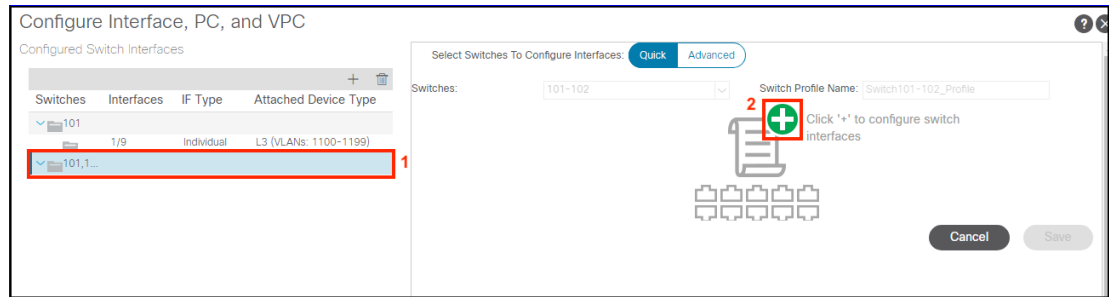 Configure Interface, PC, and VPC
Configured Switch Interfaces
Switches Interfaces IF Type Attached Device Type
101
1/9 Individual L3 (VLANs: 1100-1199)
101,1...
1
Select Switches To Configure Interfaces: Quick Advanced
Switches: 101-102 Switch Profile Name: Switch101-102_Profile
2
Click '+' to configure switch
interfaces
Cancel Save